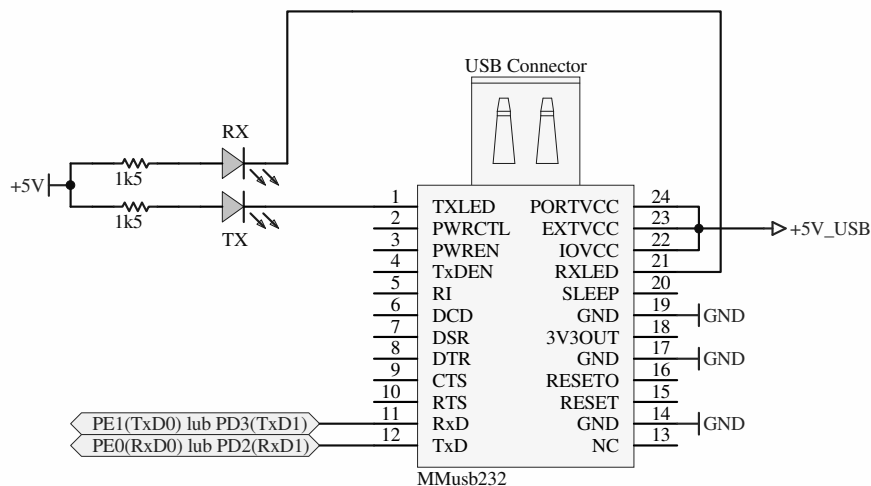 USB Connector
RX
1k5
+5V
1k5
TX
1 TXLED PORTVCC 24
2 PWRCTL EXTVCC 23
+5V_USB
3 PWREN IOVCC 22
4 TxDEN RXLED 21
5 RI SLEEP 20
6 DCD GND 19 GND
7 DSR 3V3OUT 18
8 DTR GND 17 GND
9 CTS RESETO 16
10 RTS RESET 15
PE1(TxD0) lub PD3(TxD1) 11 RxD GND 14 GND
PE0(RxD0) lub PD2(RxD1) 12 TxD NC 13
MMusb232